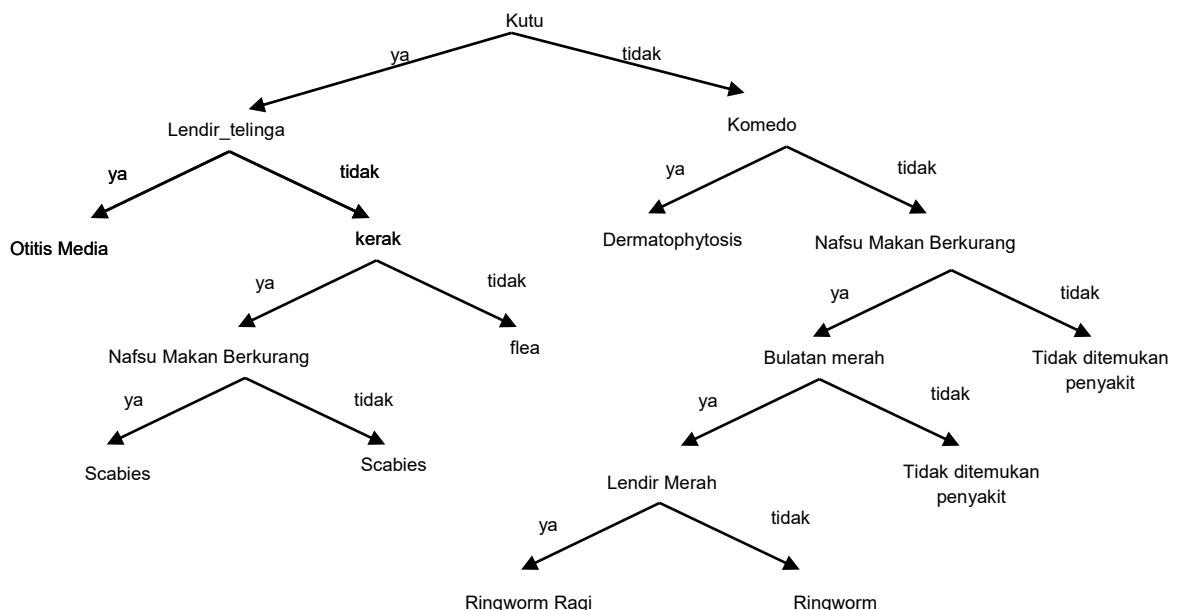 Kutu
ya
tidak
Lendir_telinga
Komedo
ya
tidak
ya
tidak
Otitis Media
kerak
Dermatophytosis
Nafsu Makan Berkurang
ya
tidak
ya
tidak
Nafsu Makan Berkurang
flea
Bulatan merah
Tidak ditemukan
penyakit
ya
tidak
ya
tidak
Scabies
Scabies
Lendir Merah
Tidak ditemukan
penyakit
ya
tidak
Ringworm Ragi
Ringworm